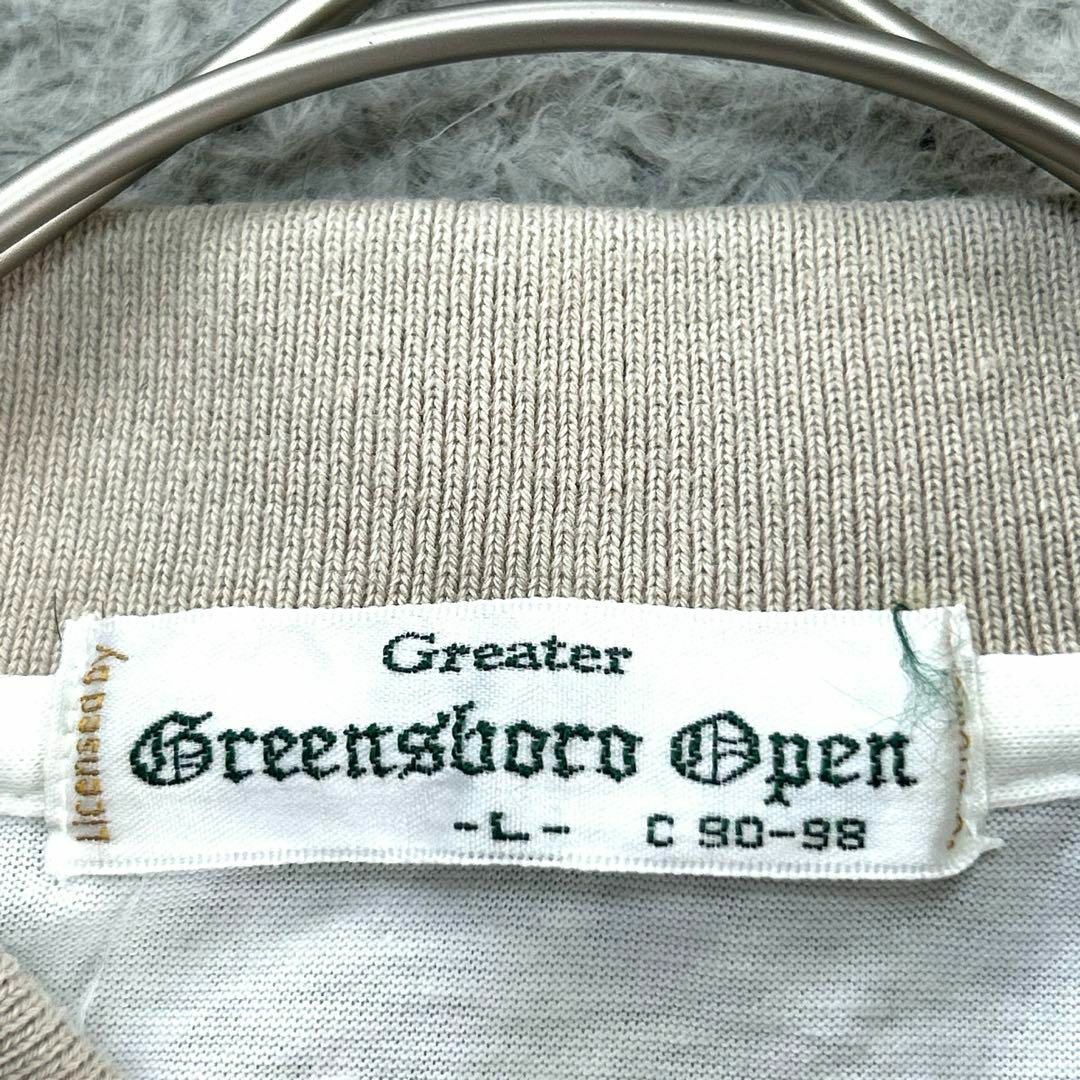 Greater
Greensboro Open
-L- C 90-98
Licensed by